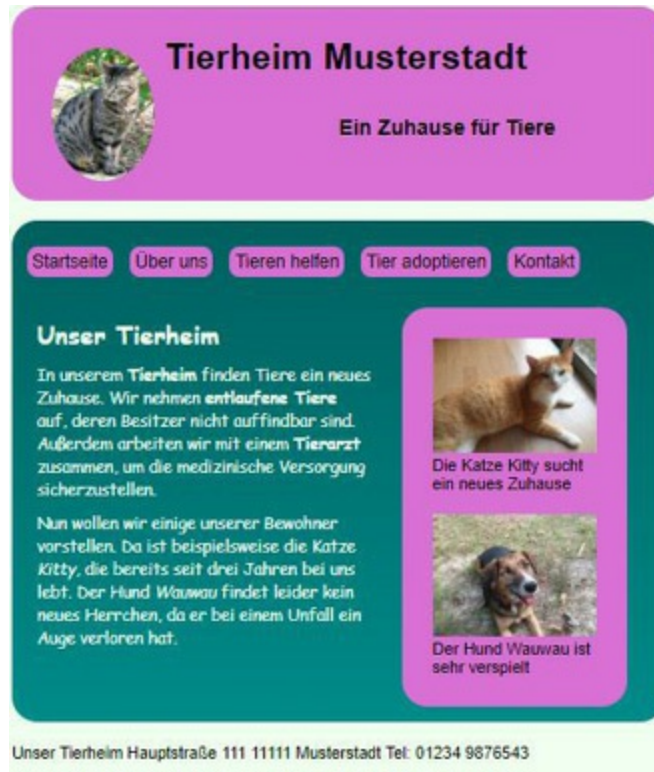 Tierheim Musterstadt
Ein Zuhause für Tiere
Startseite Über uns Tieren helfen Tier adoptieren Kontakt
Unser Tierheim
In unserem Tierheim finden Tiere ein neues
Zuhause. Wir nehmen entlaufene Tiere
auf, deren Besitzer nicht auffindbar sind.
Außerdem arbeiten wir mit einem Tierarzt
zusammen, um die medizinische Versorgung
sicherzustellen.
Nun wollen wir einige unserer Bewohner
vorstellen. Da ist beispielsweise die Katze
Kitty, die bereits seit drei Jahren bei uns
lebt. Der Hund Wauwau findet leider kein
neues Herrchen, da er bei einem Unfall ein
Auge verloren hat.
Die Katze Kitty sucht
ein neues Zuhause
Der Hund Wauwau ist
sehr verspielt
Unser Tierheim Hauptstraße 111 11111 Musterstadt Tel: 01234 9876543